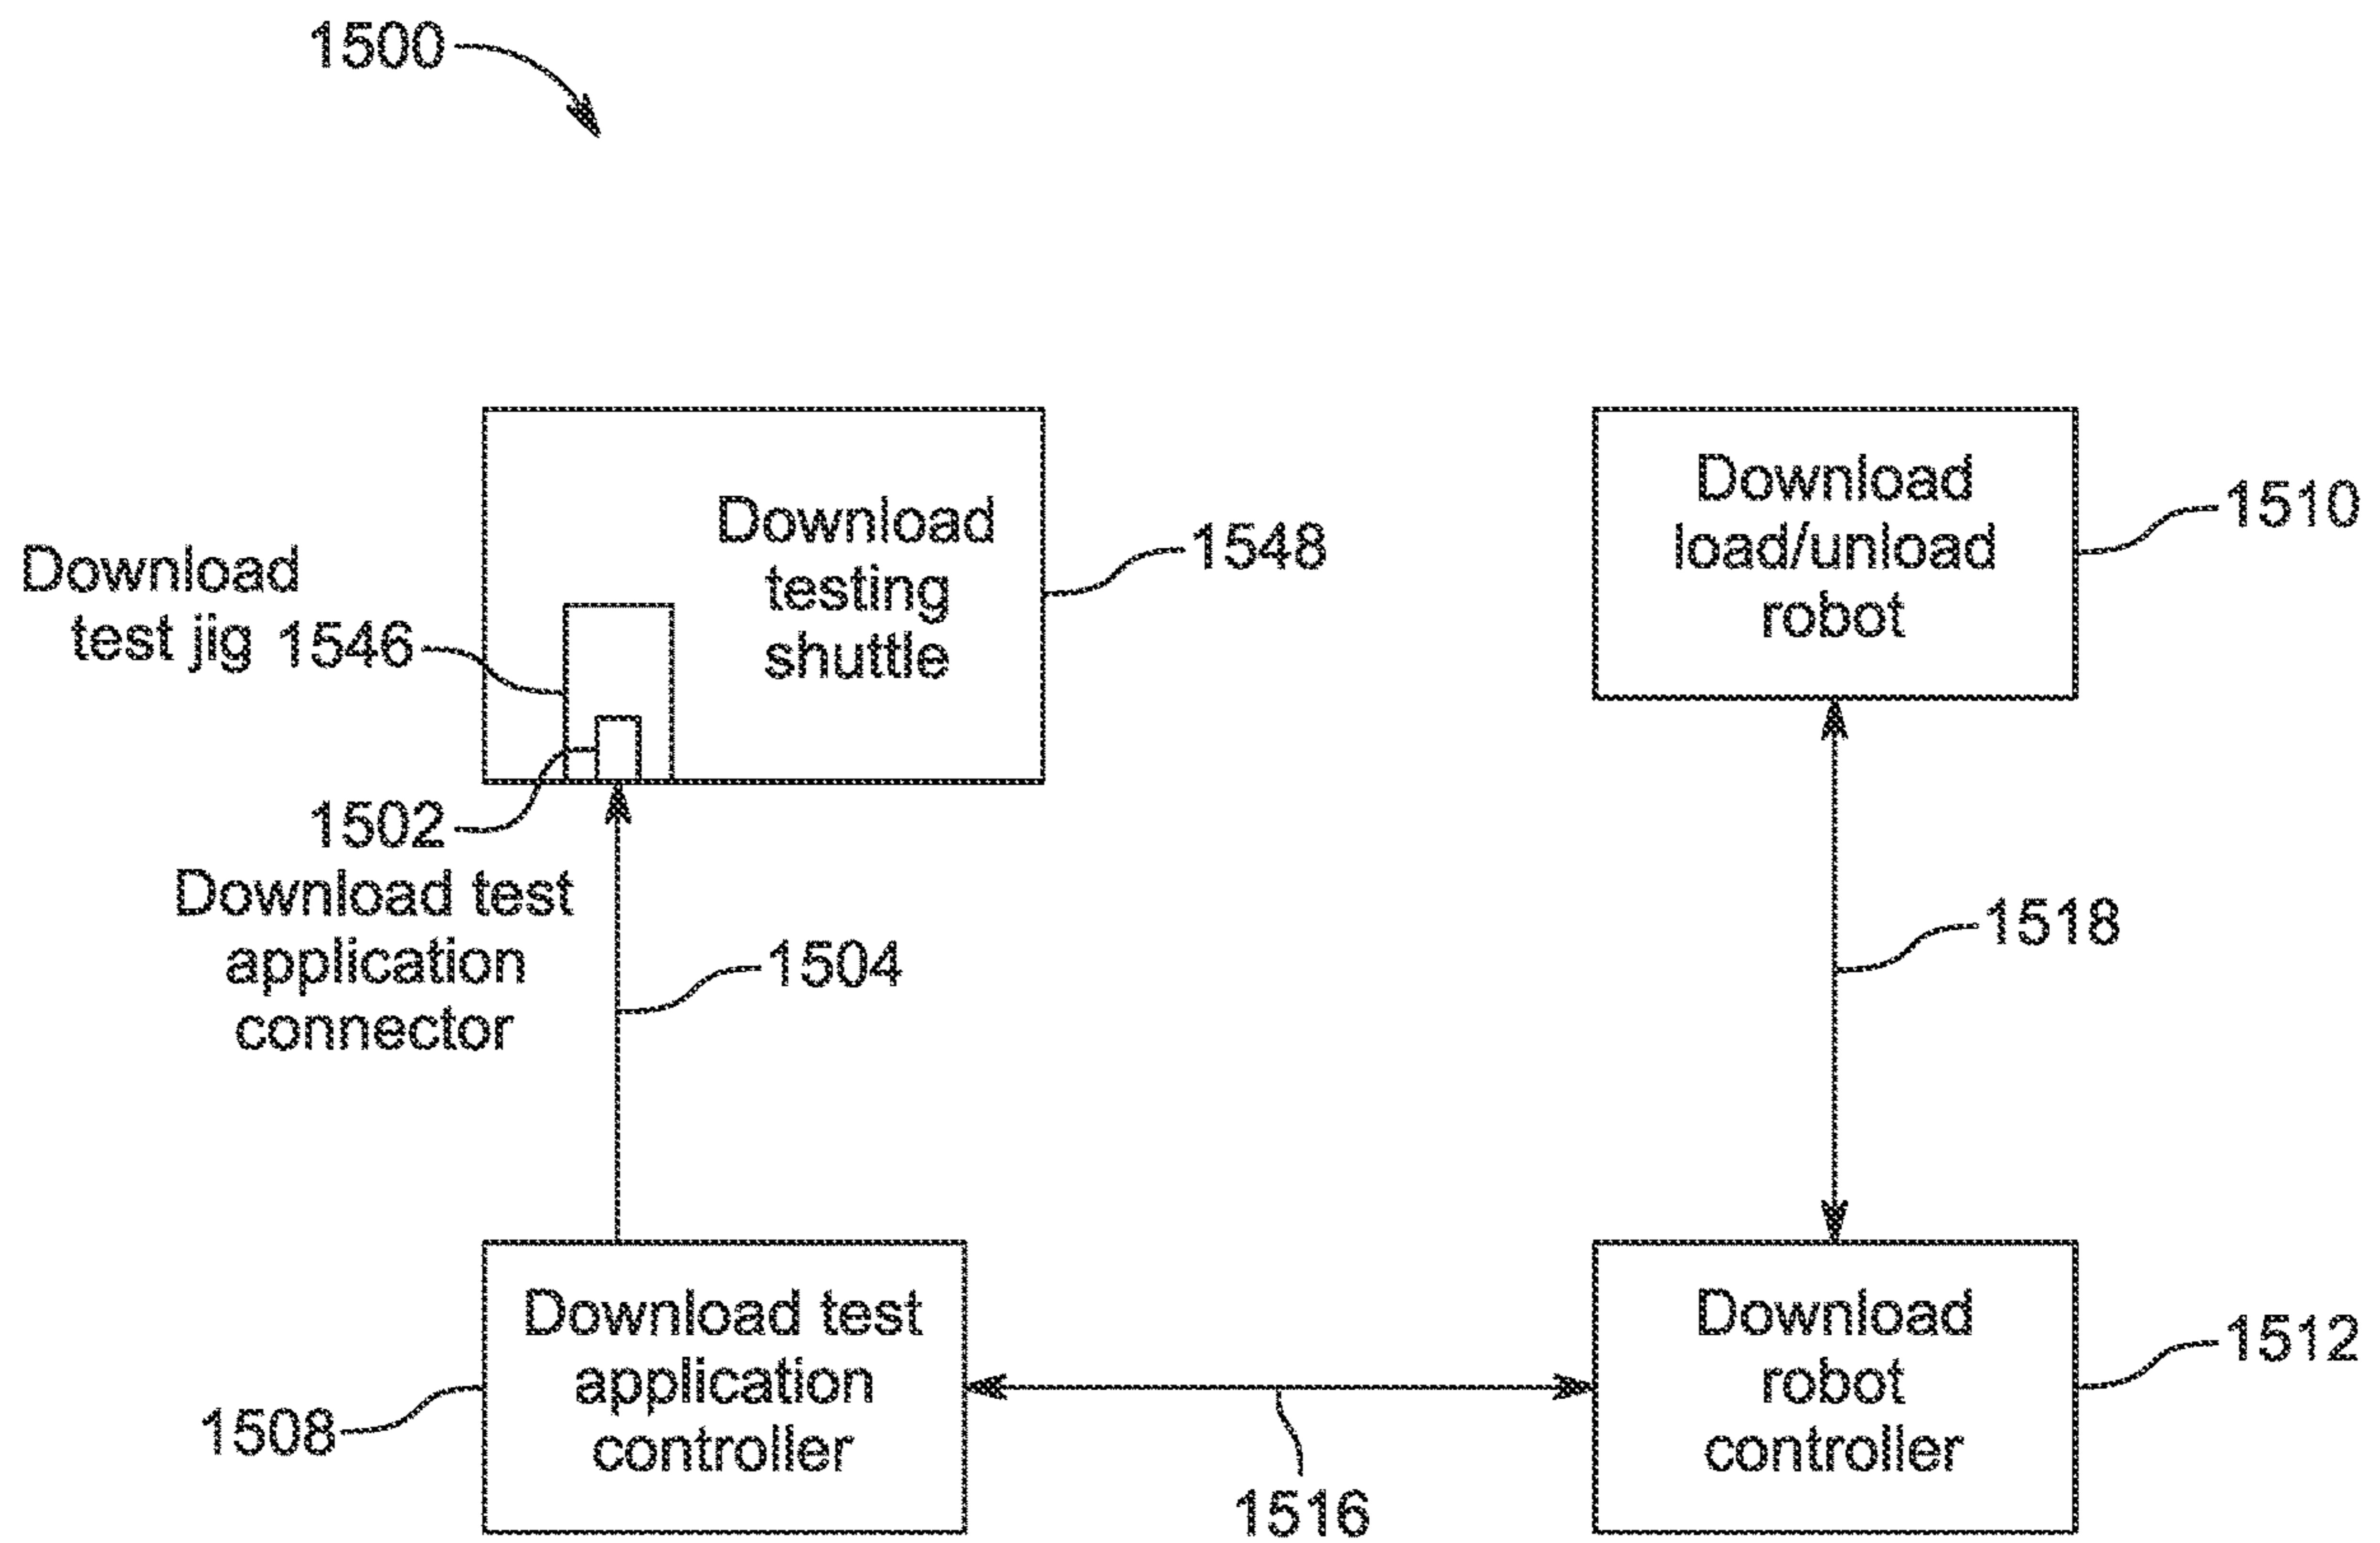 1500
Download
testing
shuttle
1548
Download
test jig 1546
1502
Download test
application
connector
1504
Download
load/unload
robot
1510
1518
Download test
application
controller
1508
1516
Download
robot
controller
1512